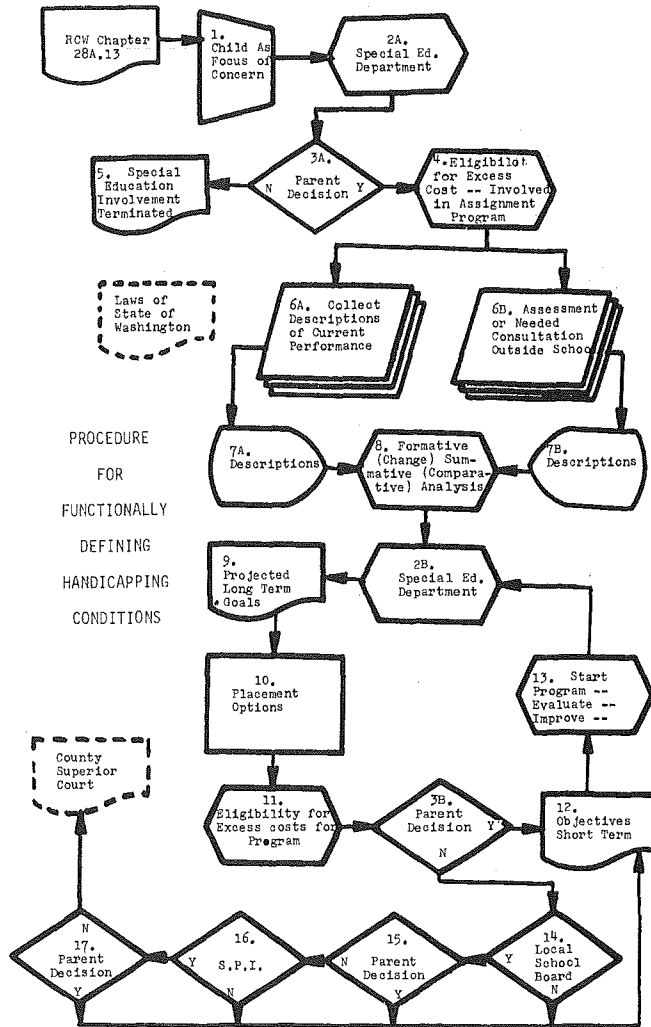 RCW Chapter
28A.13
1.
Child As
Focus of
Concern
2A.
Special Ed.
Department
3A.
Parent
N Decision Y
4. Eligibilot
for Excess
Cost -- Involved
in Assignment
Program
5. Special
Education
Involvement
Terminated
Laws of
State of
Washington
6A. Collect
Descriptions
of Current
Performance
6B. Assessment
or Needed
Consultation
Outside School
7A.
Descriptions
8. Formative
(Change) Sum-
mative (Compara-
tive) Analysis
7B.
Descriptions
PROCEDURE
FOR
FUNCTIONALLY
DEFINING
HANDICAPPING
CONDITIONS
9.
Projected
Long Term
Goals
2B.
Special Ed.
Department
10.
Placement
Options
13. Start
Program --
Evaluate --
Improve --
County
Superior
Court
11.
Eligibility for
Excess costs for
Program
3B.
Parent
Decision Y
N
12.
Objectives
Short Term
N
17.
Parent
Decision
Y
16.
S.P.I.
Y
N
15.
Parent
N Decision
Y
14.
Local
School
Y Board
N